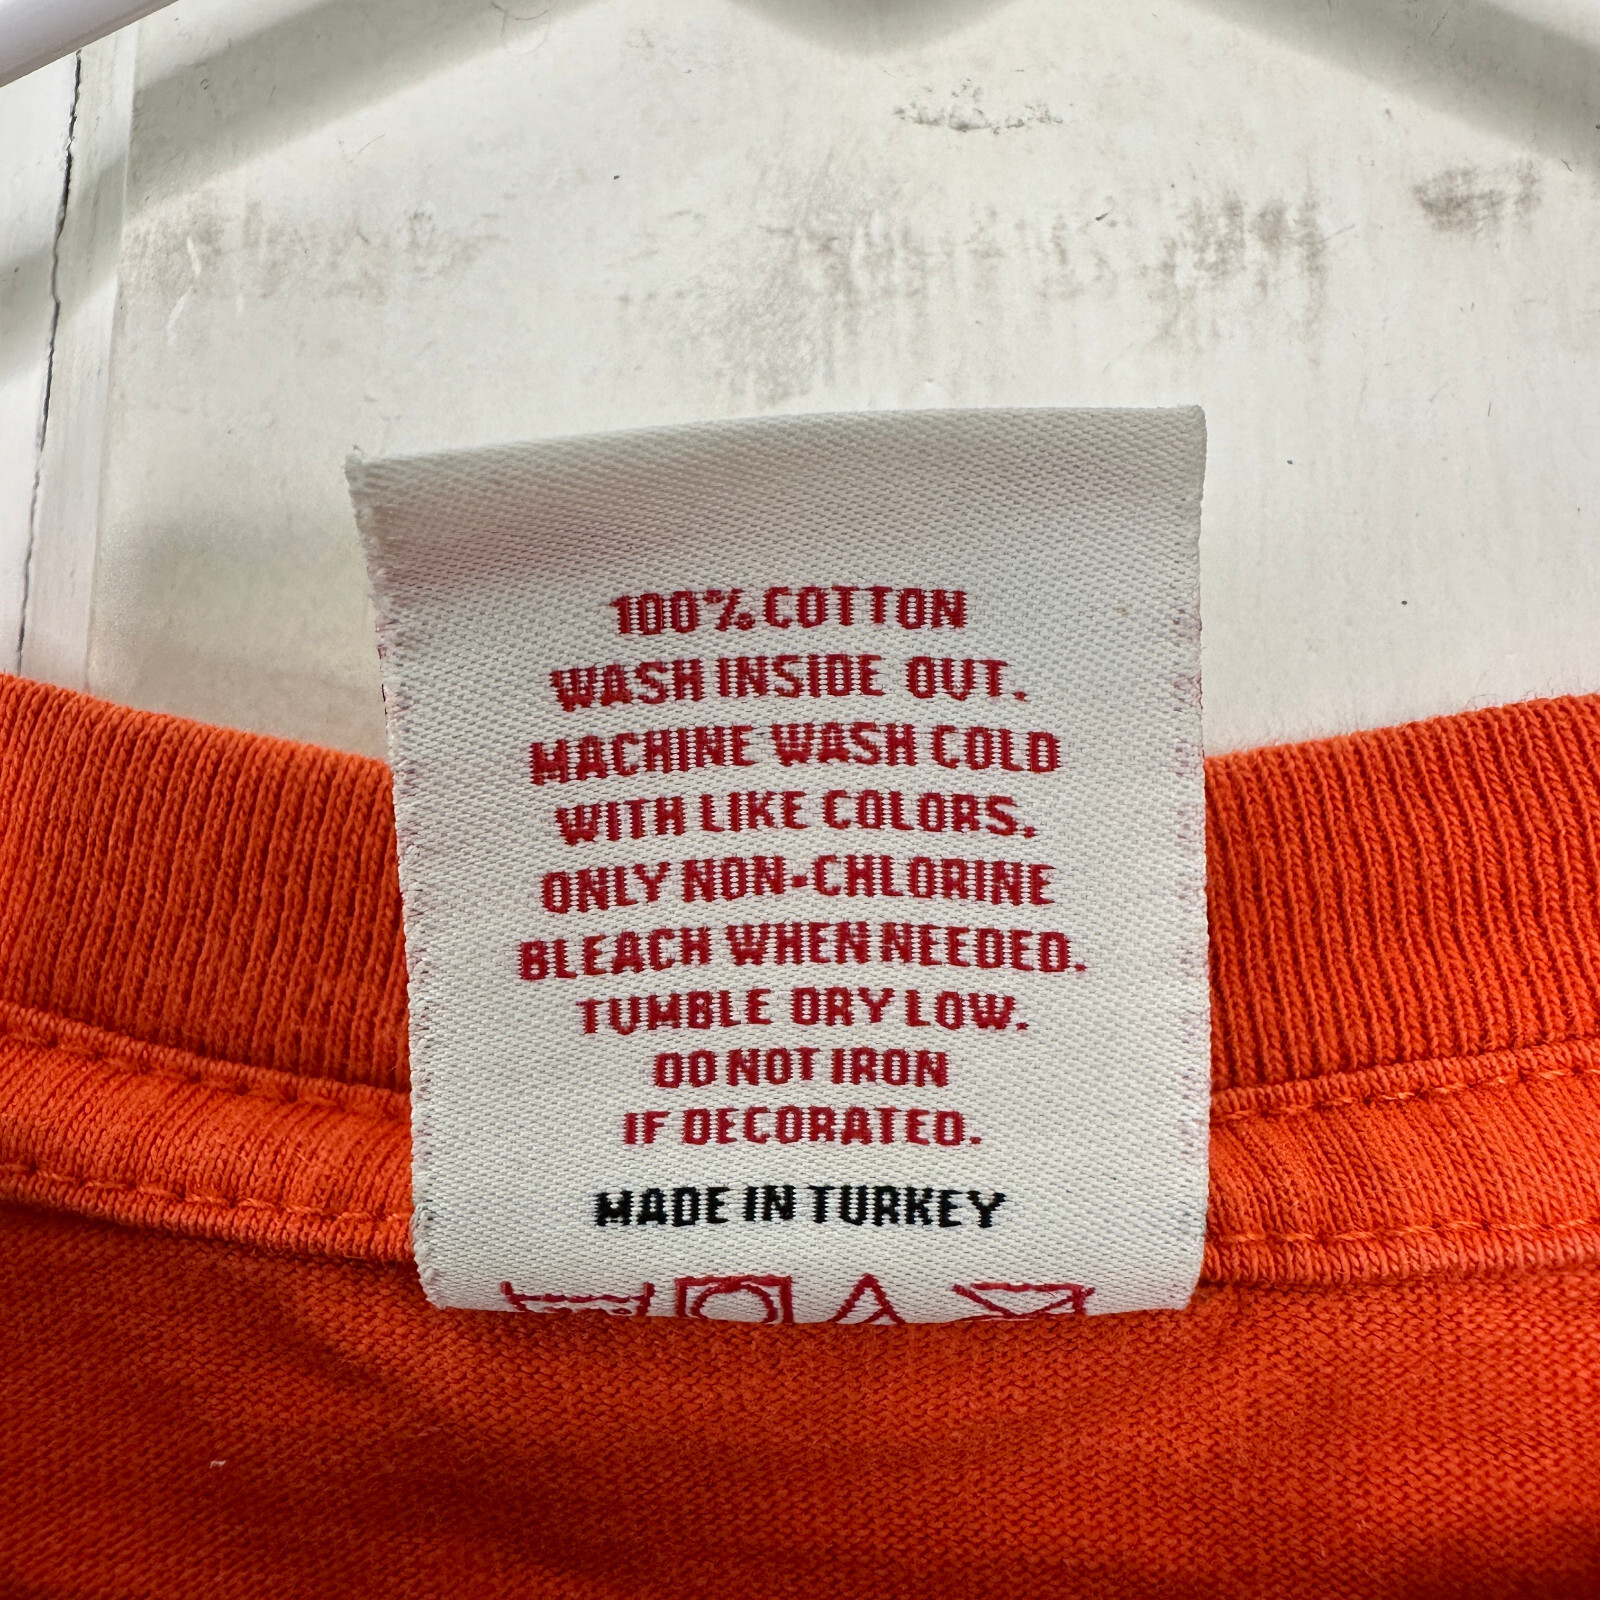 100% COTTON
WASH INSIDE OUT.
MACHINE WASH COLD
WITH LIKE COLORS.
ONLY NON-CHLORINE
BLEACH WHEN NEEDED.
TUMBLE DRY LOW.
DO NOT IRON
IF DECORATED.
MADE IN TURKEY